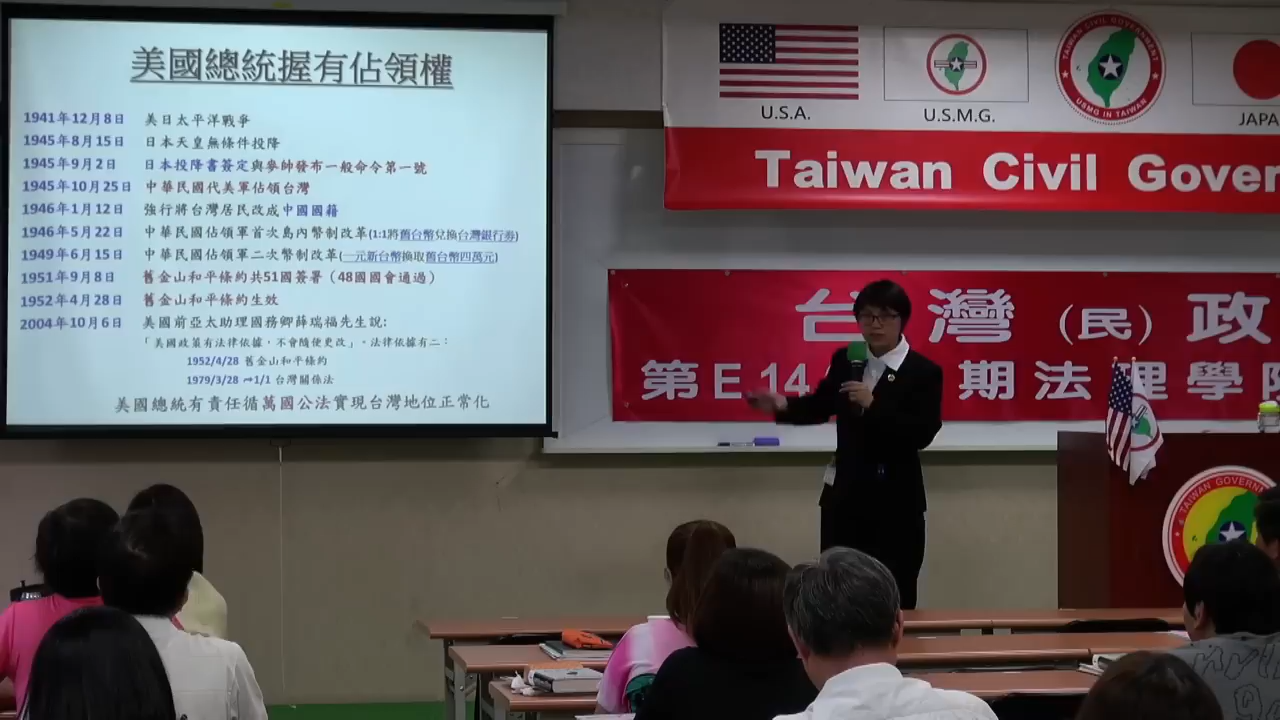 美國總統握有佔領權
1941年12月8日 美日太平洋戰爭
1945年8月15日 日本天皇無條件投降
1945年9月2日 日本投降書簽定與麥帥發布一般命令第一號
1945年10月25日 中華民國代美軍佔領台灣
1946年1月12日 強行將台灣居民改成中國國籍
1946年5月22日 中華民國佔領軍首次島內幣制改革(1:1將舊台幣兌換台灣銀行券)
1949年6月15日 中華民國佔領軍二次幣制改革(一元新台幣換取舊台幣四萬元)
1951年9月8日 舊金山和平條約共51國簽署（48國國會通過）
1952年4月28日 舊金山和平條約生效
2004年10月6日 美國前亞太助理國務卿薛瑞福先生說:
「美國政策有法律依據，不會隨便更改」。法律依據有二：
1952/4/28 舊金山和平條約
1979/3/28 1/1 台灣關係法
美國總統有責任循萬國公法實現台灣地位正常化
U.S.A.
U.S.M.G.
TAIWAN CIVIL GOVERNMENT
USMG IN TAIWAN
JAPA
Taiwan Civil Gover
台灣(民)政
第E14 期法理學
TAIWAN GOVERN